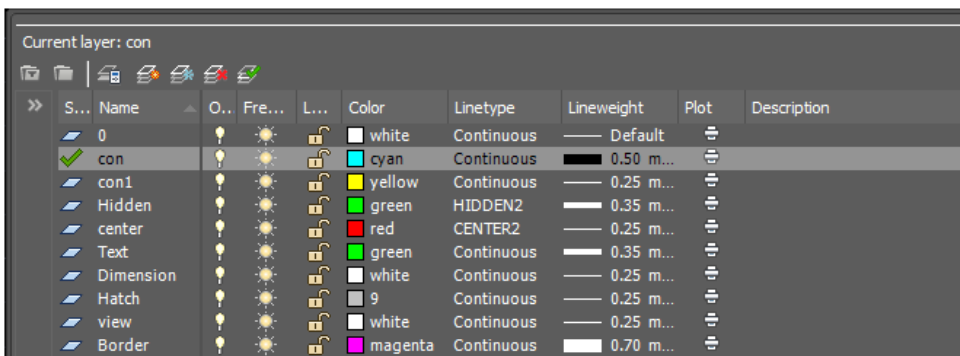 Current layer: con
S... Name O.. Fre... L... Color Linetype Lineweight Plot Description
0 white Continuous Default
con cyan Continuous 0.50 m...
con1 yellow Continuous 0.25 m...
Hidden green HIDDEN2 0.35 m...
center red CENTER2 0.25 m...
Text green Continuous 0.35 m...
Dimension white Continuous 0.25 m...
Hatch 9 Continuous 0.25 m...
view white Continuous 0.25 m...
Border magenta Continuous 0.70 m...